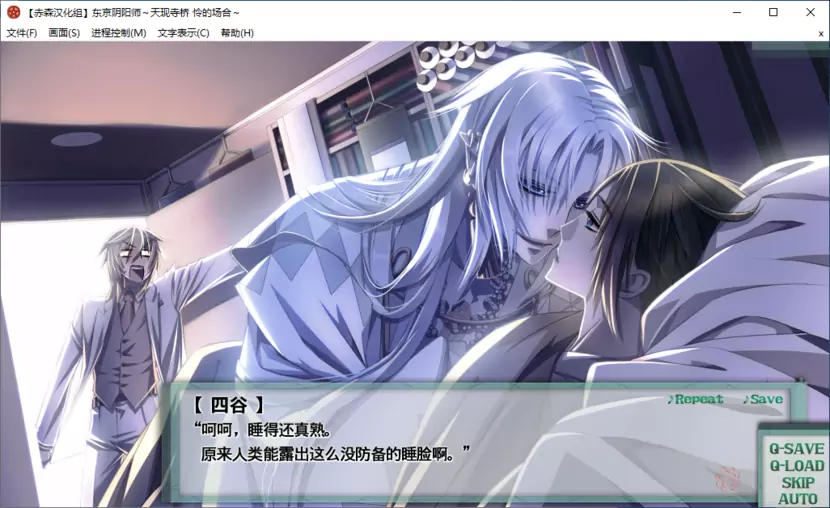 【赤森汉化组】东京阴阳师～天现寺桥 怜的场合～
文件(F) 画面(S) 进程控制(M) 文字表示(C) 帮助(H) x
【 四谷 】
♪Repeat ♪Save
“呵呵，睡得还真熟。
原来人类能露出这么没防备的睡脸啊。”
Q-SAVE
Q-LOAD
SKIP
AUTO